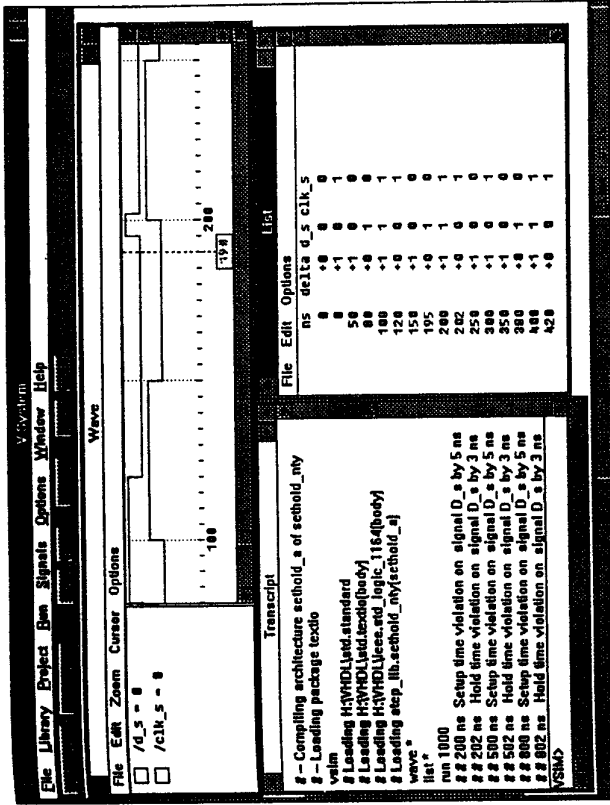 V-System
File Library Project Run Signals Options Window Help
Wave
File Edit Zoom Cursor Options
/d_s = 0
/clk_s = 0
100
200
190
Transcript
# -- Compiling architecture sethold_a of sethold_nty
# -- Loading package textio
vsim
# Loading H:\VHDL\std.standard
# Loading H:\VHDL\std.textio(body)
# Loading H:\VHDL\ieee.std_logic_1164(body)
# Loading step_lib.sethold_nty(sethold_a)
wave *
list *
run 1000
## 200 ns Setup time violation on signal D_s by 5 ns
## 202 ns Hold time violation on signal D_s by 3 ns
## 500 ns Setup time violation on signal D_s by 5 ns
## 502 ns Hold time violation on signal D_s by 3 ns
## 800 ns Setup time violation on signal D_s by 5 ns
## 802 ns Hold time violation on signal D_s by 3 ns
VSIM>
List
File Edit Options
ns delta d_s clk_s
0 +0 0 0
0 +1 0 1
50 +1 0 0
80 +0 1 0
100 +1 1 1
120 +0 0 1
150 +1 0 0
195 +0 1 0
200 +1 1 1
202 +0 0 1
250 +1 0 0
300 +1 0 1
350 +1 0 0
380 +0 1 0
400 +1 1 1
420 +0 0 1